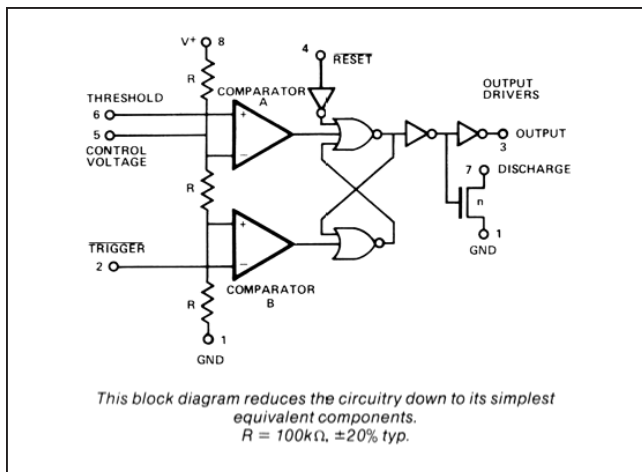 V+ 8
4
RESET
R
COMPARATOR
A
OUTPUT
DRIVERS
THRESHOLD
6
+
5
CONTROL
VOLTAGE
−
OUTPUT
3
7 DISCHARGE
R
n
+
1
GND
TRIGGER
2
−
COMPARATOR
B
R
1
GND
This block diagram reduces the circuitry down to its simplest
equivalent components.
R = 100kΩ, ±20% typ.